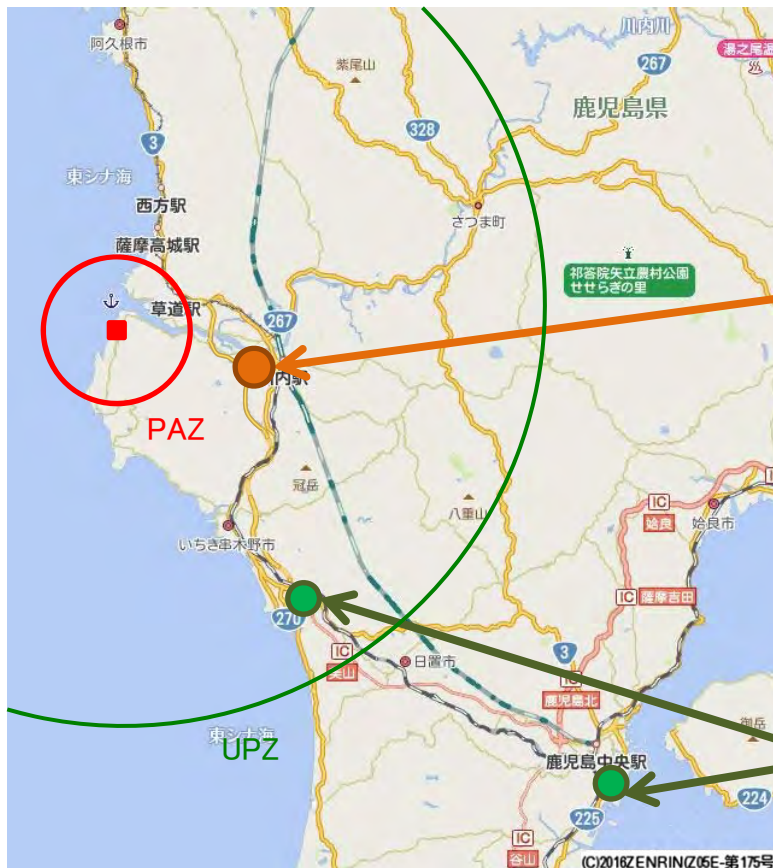 阿久根市
川内川
湯之尾温
紫尾山
267
鹿児島県
328
3
東シナ海
西方駅
さつま町
薩摩高城駅
祁答院矢立農村公園
せせらぎの里
草道駅
267
内駅
PAZ
冠岳
八重山
IC
IC
姶良
姶良市
いちき串木野市
IC
薩摩吉田
270
IC
美山
日置市
3
鹿児島北
東シナ海
UPZ
御岳
鹿児島中央駅
224
225
IC
谷山
(C)2016ZENRIN(Z05E-第175号